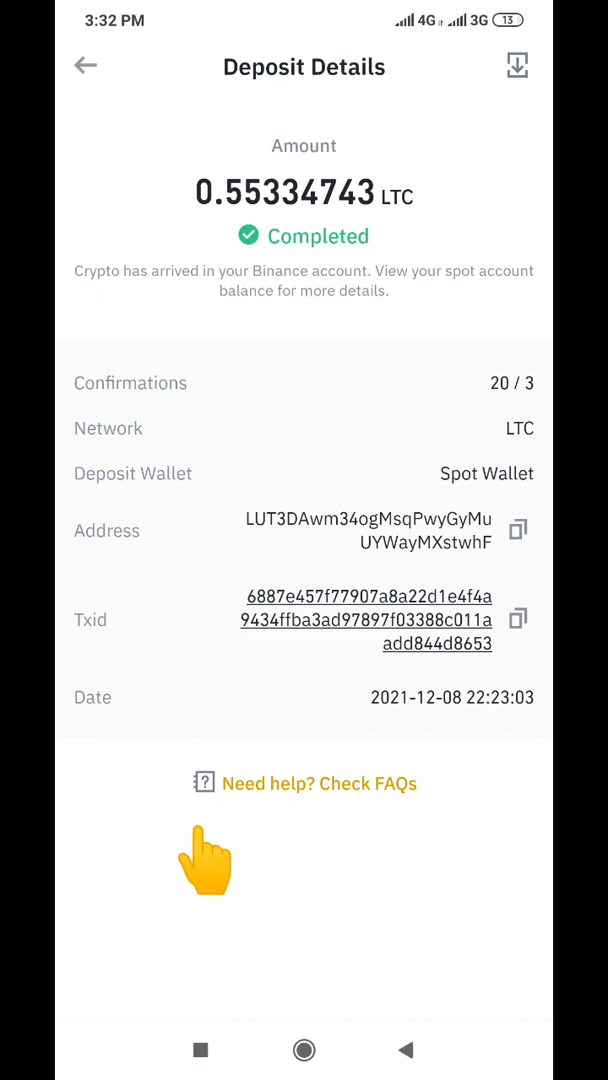 3:32 PM 4G 3G 13
Deposit Details
Amount
0.55334743 LTC
Completed
Crypto has arrived in your Binance account. View your spot account
balance for more details.
Confirmations 20 / 3
Network LTC
Deposit Wallet Spot Wallet
Address LUT3DAwm34ogMsqPwyGyMu
UYWayMXstwhF
Txid 6887e457f77907a8a22d1e4f4a
9434ffba3ad97897f03388c011a
add844d8653
Date 2021-12-08 22:23:03
Need help? Check FAQs